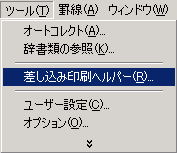 ツール(T) 罫線(A) ウィンドウ(W)
オートコレクト(A)...
辞書類の参照(K)...
差し込み印刷ヘルパー(R)...
ユーザー設定(C)...
オプション(O)...